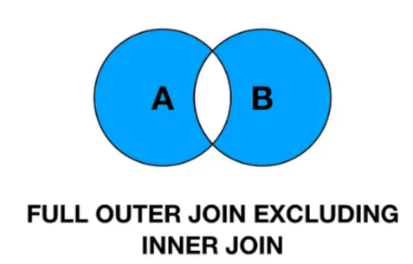 A B
FULL OUTER JOIN EXCLUDING
INNER JOIN